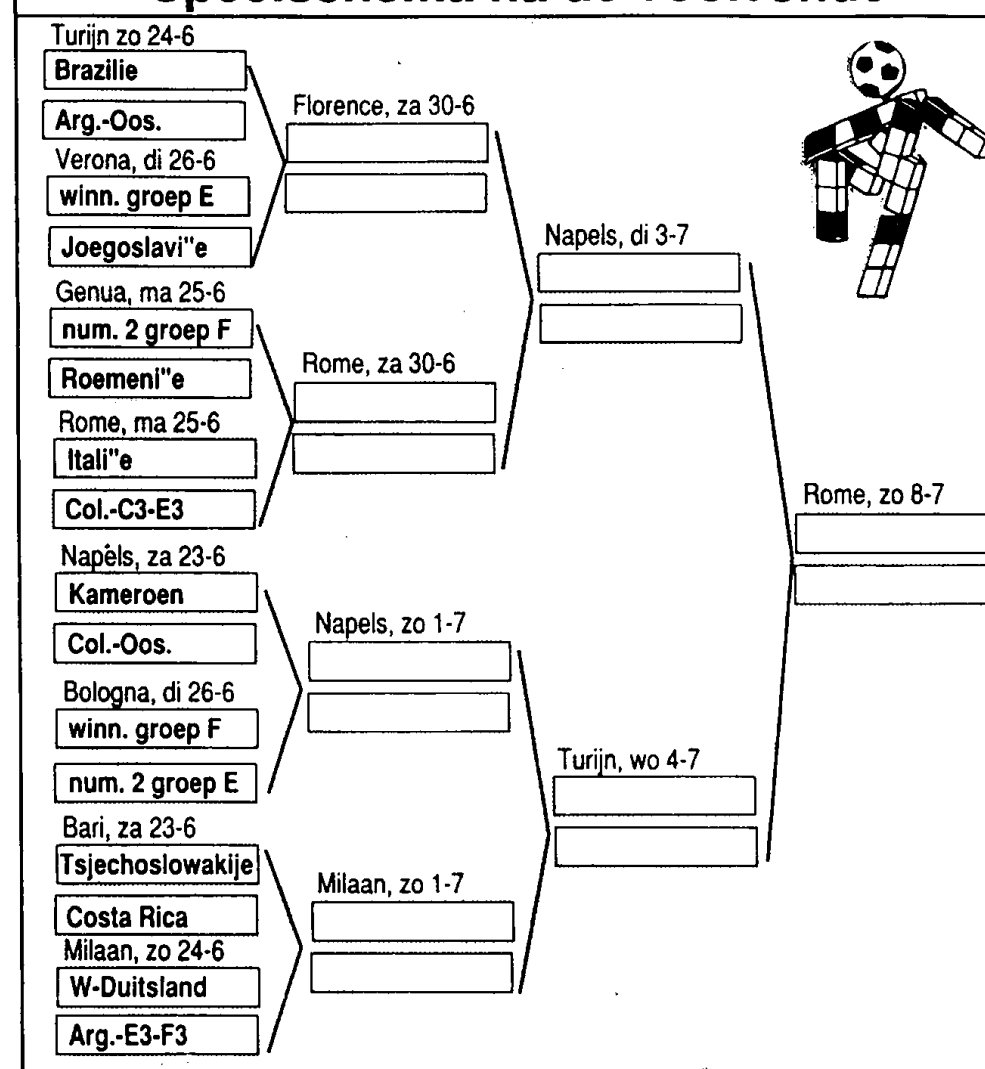 Turijn zo 24-6
Brazilie
Arg.-Oos.
Verona, di 26-6
winn. groep E
Joegoslavi"e
Genua, ma 25-6
num. 2 groep F
Roemeni"e
Rome, ma 25-6
Itali"e
Col.-C3-E3
Napels, za 23-6
Kameroen
Col.-Oos.
Bologna, di 26-6
winn. groep F
num. 2 groep E
Bari, za 23-6
Tsjechoslowakije
Costa Rica
Milaan, zo 24-6
W-Duitsland
Arg.-E3-F3
Florence, za 30-6
Rome, za 30-6
Napels, zo 1-7
Milaan, zo 1-7
Napels, di 3-7
Turijn, wo 4-7
Rome, zo 8-7